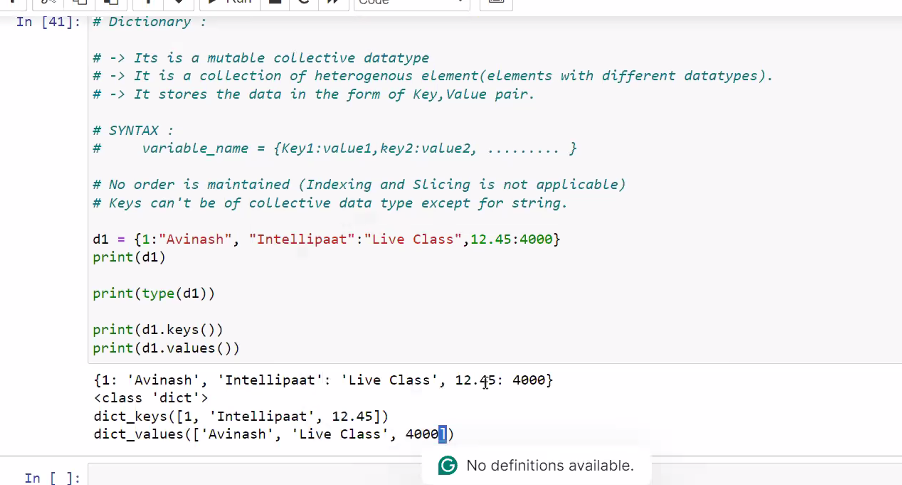 Run
Code
In [41]: # Dictionary :
# -> Its is a mutable collective datatype
# -> It is a collection of heterogenous element(elements with different datatypes).
# -> It stores the data in the form of Key,Value pair.
# SYNTAX :
#     variable_name = {Key1:value1,key2:value2, ......... }
# No order is maintained (Indexing and Slicing is not applicable)
# Keys can't be of collective data type except for string.
d1 = {1:"Avinash", "Intellipaat":"Live Class",12.45:4000}
print(d1)
print(type(d1))
print(d1.keys())
print(d1.values())
{1: 'Avinash', 'Intellipaat': 'Live Class', 12.45: 4000}
<class 'dict'>
dict_keys([1, 'Intellipaat', 12.45])
dict_values(['Avinash', 'Live Class', 4000])
No definitions available.
In [ ]: